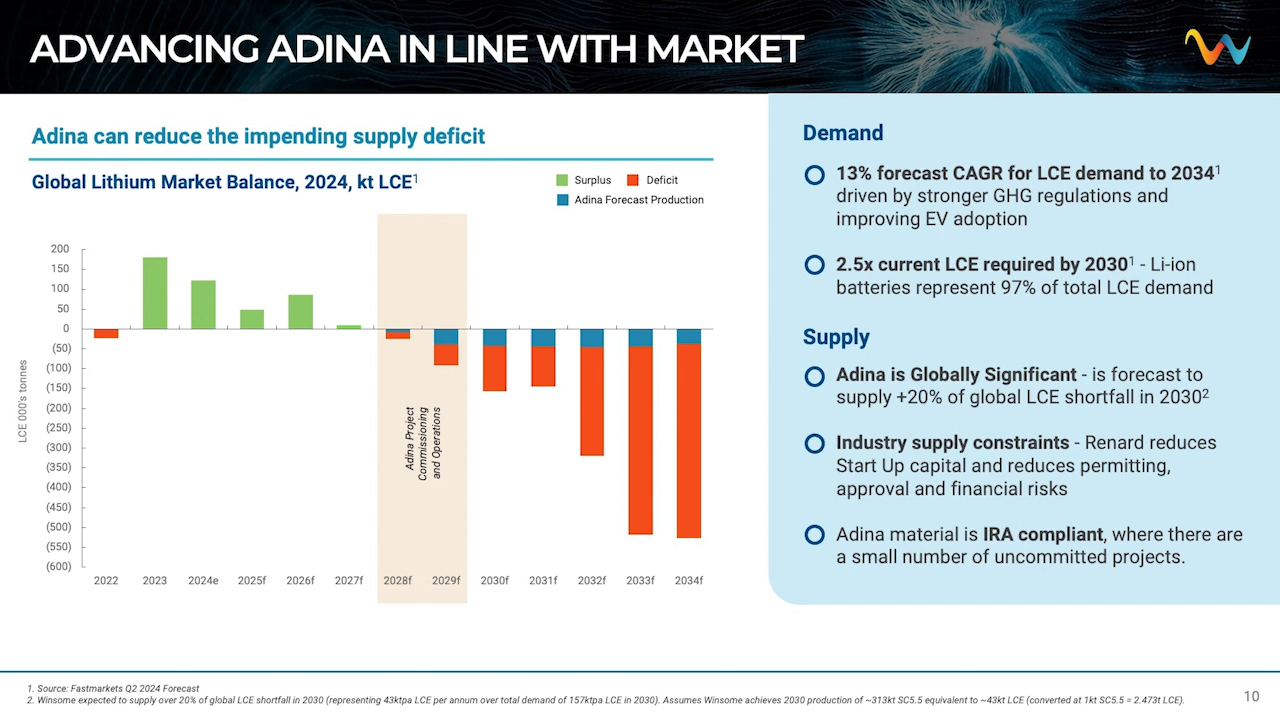 ADVANCING ADINA IN LINE WITH MARKET
Adina can reduce the impending supply deficit
Global Lithium Market Balance, 2024, kt LCE¹
Surplus
Deficit
Adina Forecast Production
LCE 000's tonnes
200
150
100
50
0
(50)
(100)
(150)
(200)
(250)
(300)
(350)
(400)
(450)
(500)
(550)
(600)
Adina Project
Commissioning
and Operations
2022 2023 2024e 2025f 2026f 2027f 2028f 2029f 2030f 2031f 2032f 2033f 2034f
Demand
13% forecast CAGR for LCE demand to 2034¹
driven by stronger GHG regulations and
improving EV adoption
2.5x current LCE required by 2030¹ - Li-ion
batteries represent 97% of total LCE demand
Supply
Adina is Globally Significant - is forecast to
supply +20% of global LCE shortfall in 2030²
Industry supply constraints - Renard reduces
Start Up capital and reduces permitting,
approval and financial risks
Adina material is IRA compliant, where there are
a small number of uncommitted projects.
1. Source: Fastmarkets Q2 2024 Forecast
2. Winsome expected to supply over 20% of global LCE shortfall in 2030 (representing 43ktpa LCE per annum over total demand of 157ktpa LCE in 2030). Assumes Winsome achieves 2030 production of ~313kt SC5.5 equivalent to ~43kt LCE (converted at 1kt SC5.5 = 2.473t LCE).
10